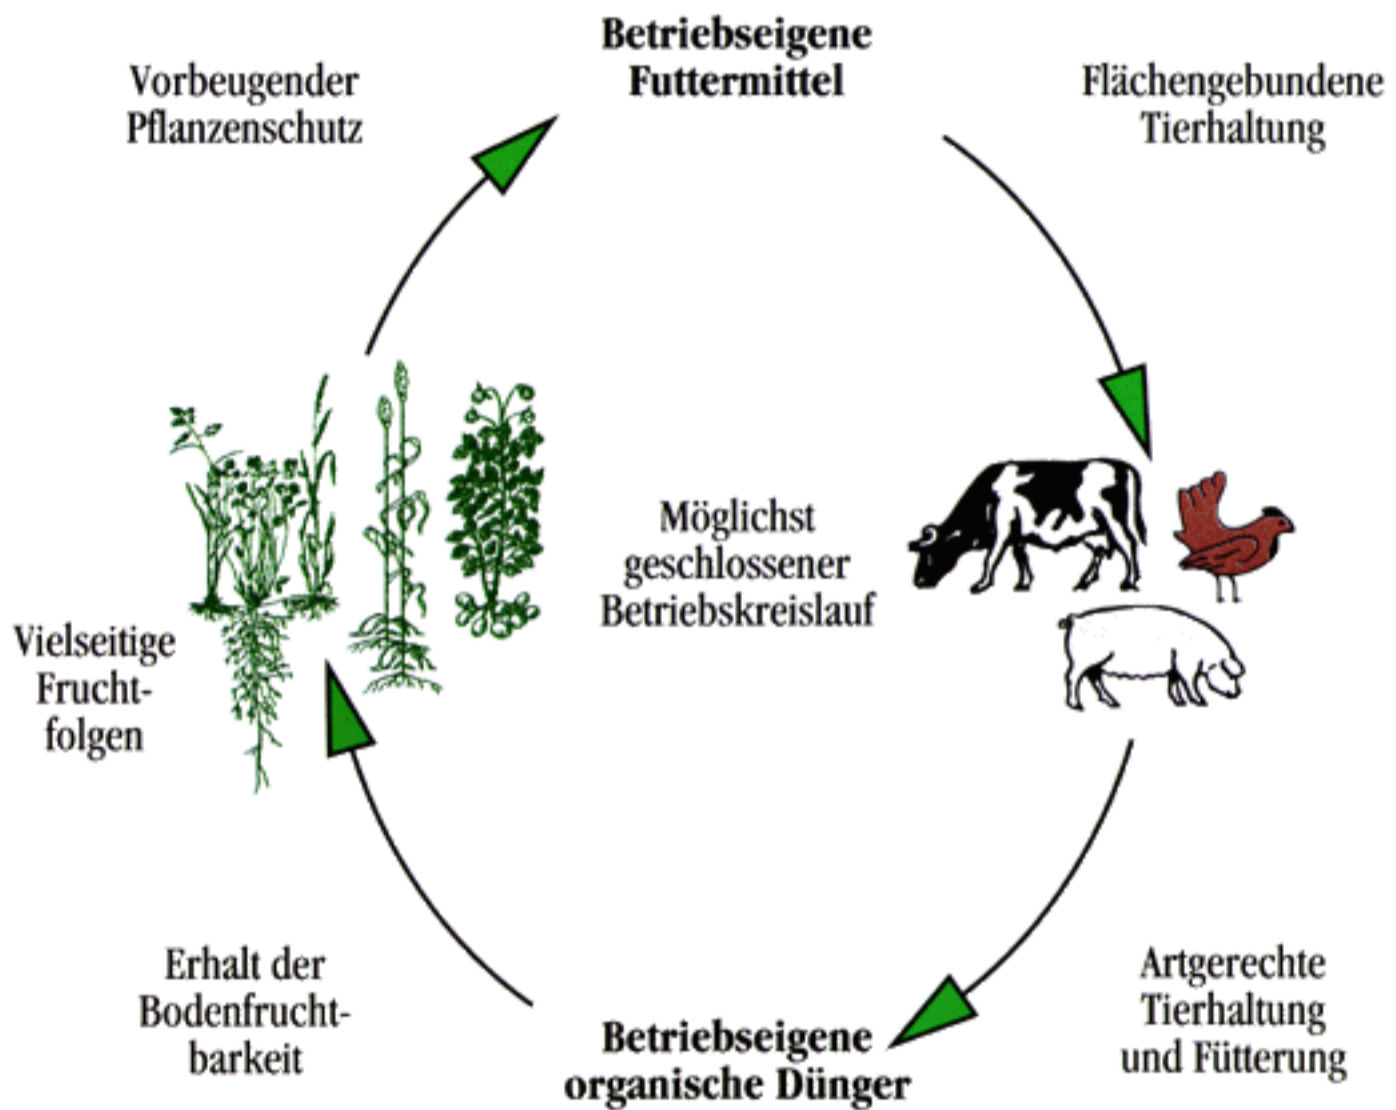 Betriebseigene
Futtermittel
Vorbeugender
Pflanzenschutz
Flächengebundene
Tierhaltung
Möglichst
geschlossener
Betriebskreislauf
Vielseitige
Frucht-
folgen
Erhalt der
Bodenfrucht-
barkeit
Betriebseigene
organische Dünger
Artgerechte
Tierhaltung
und Fütterung